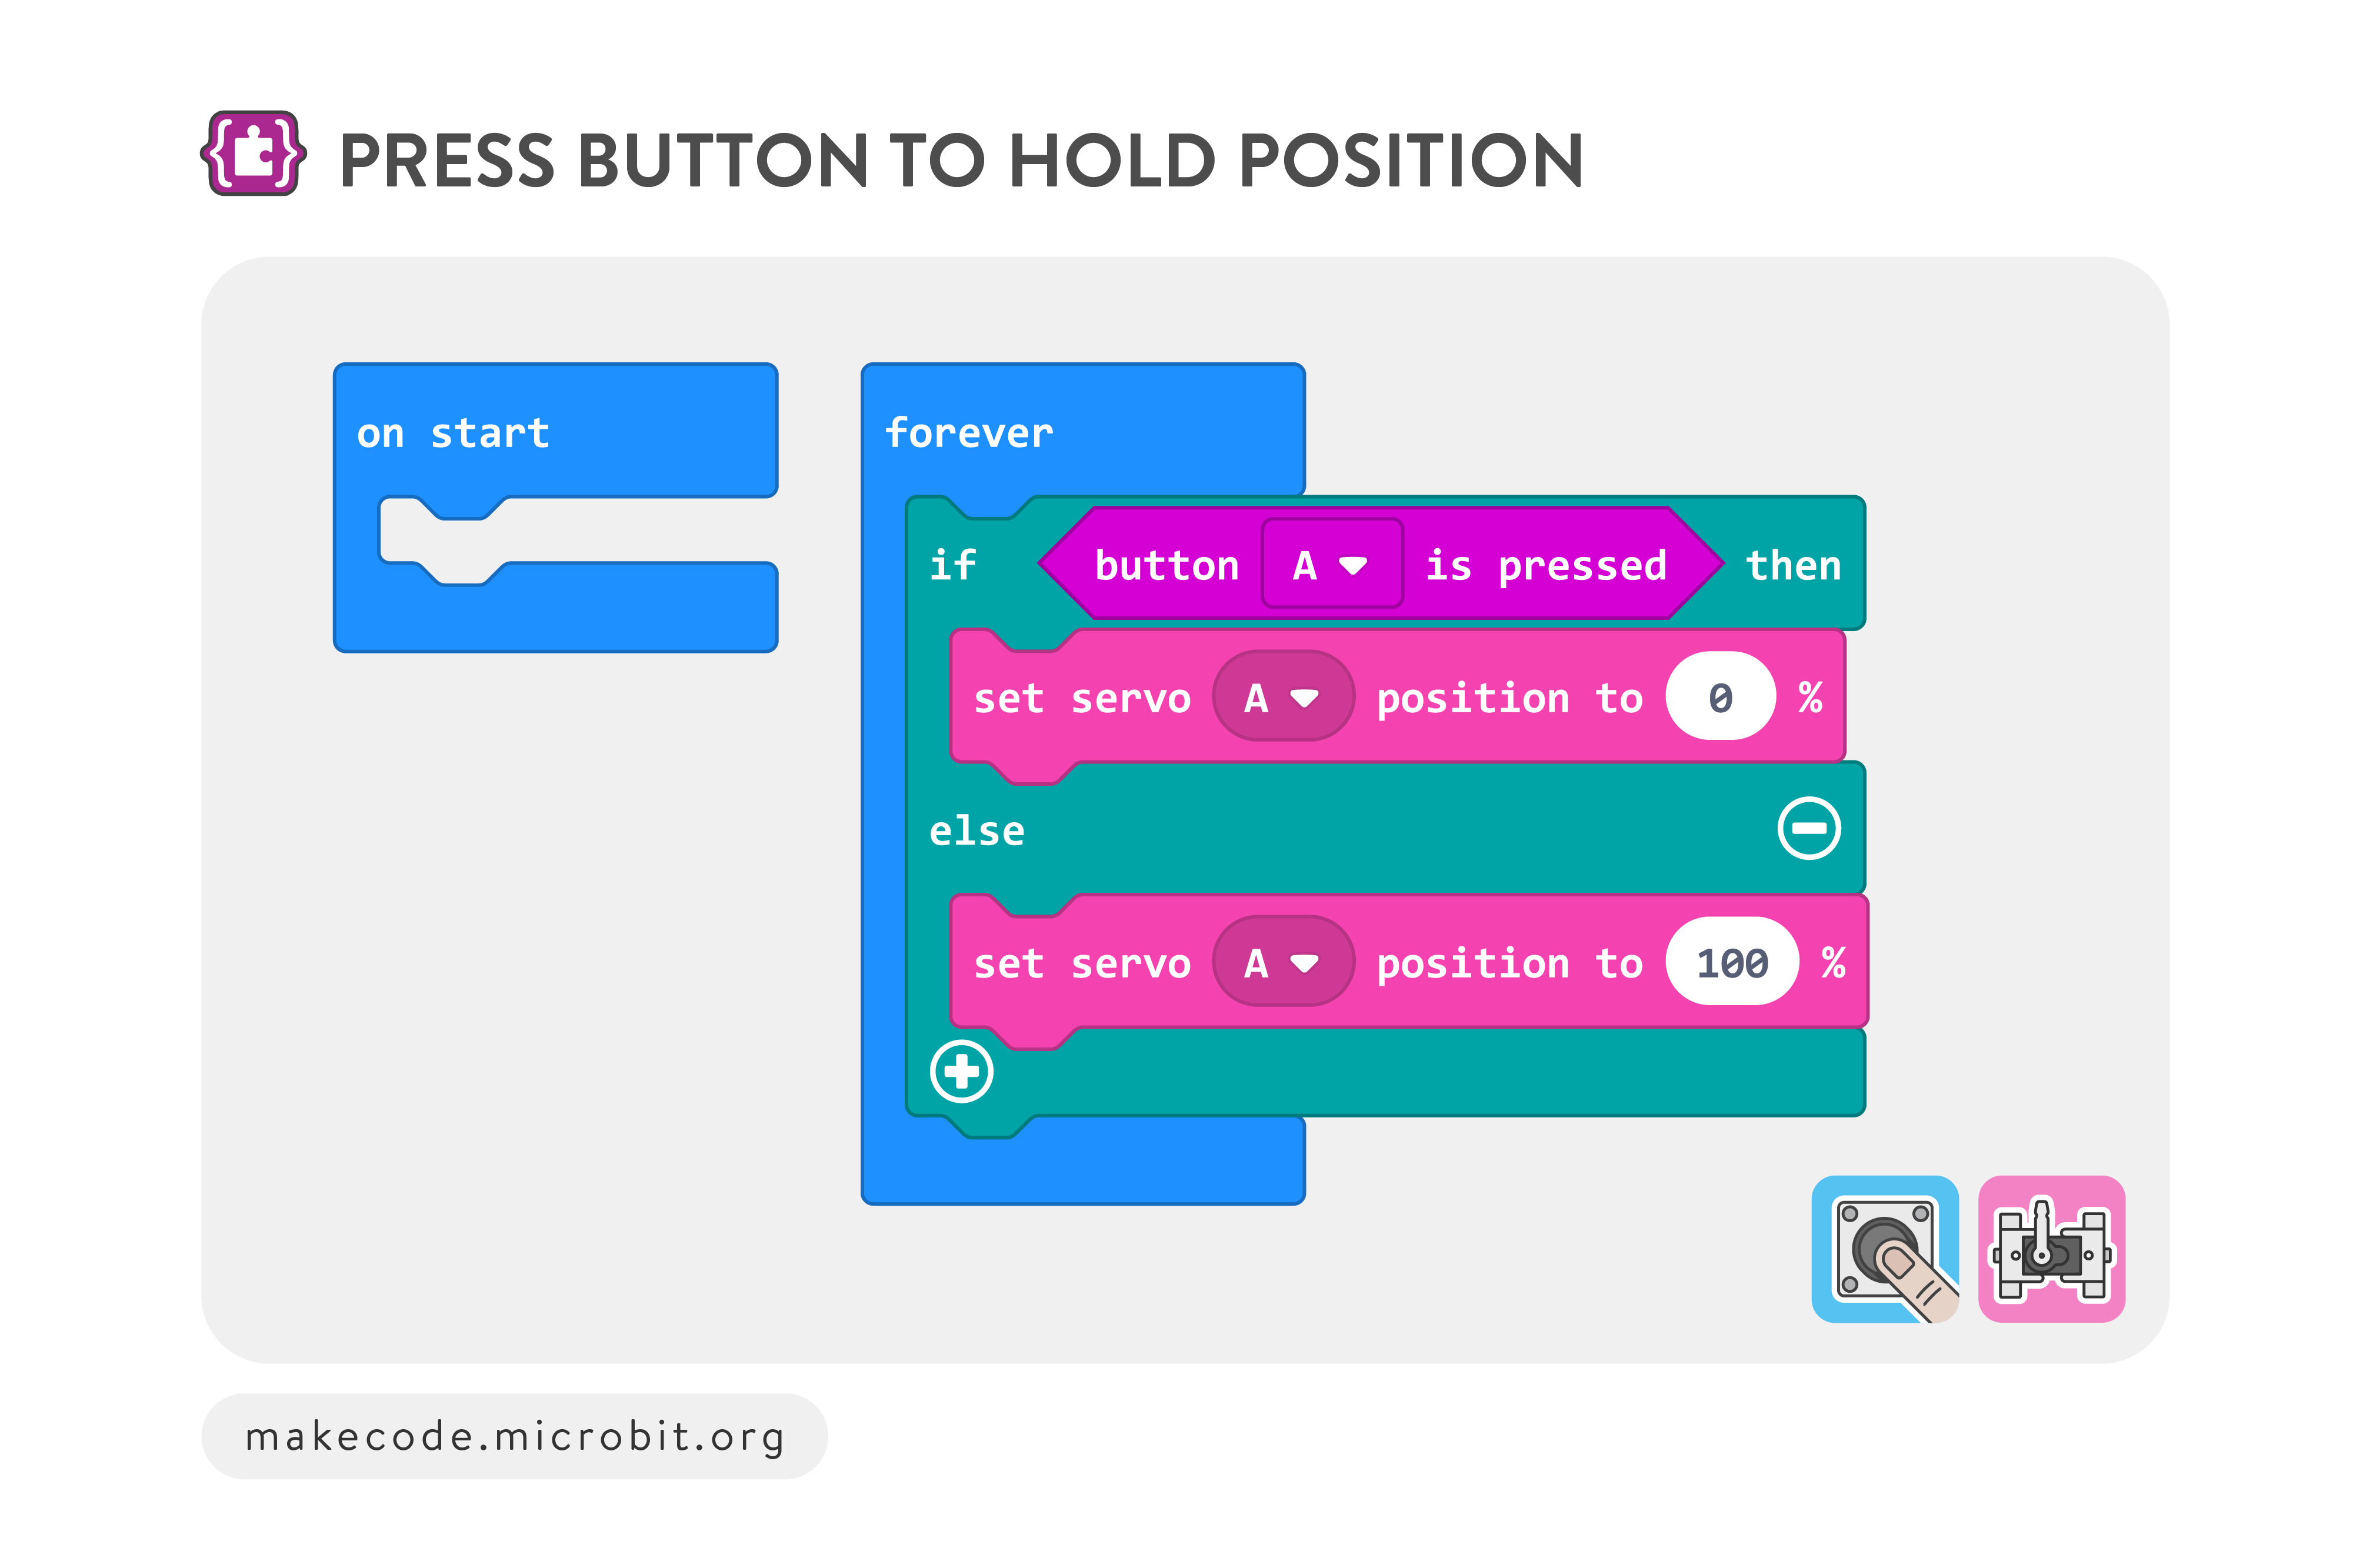 PRESS BUTTON TO HOLD POSITION
on start
forever
if button A is pressed then
set servo A position to 0 %
else
set servo A position to 100 %
makecode.microbit.org